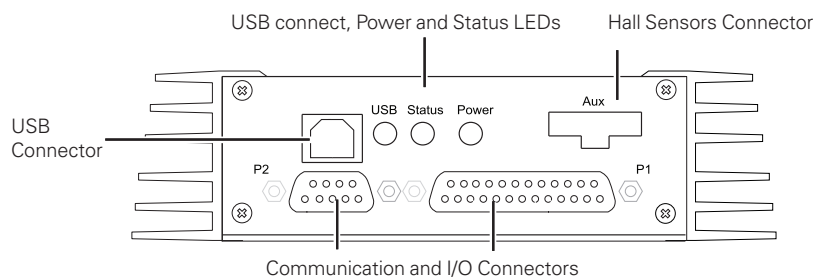 USB connect, Power and Status LEDs
Hall Sensors Connector
Aux
USB Status Power
USB
Connector
P2
P1
Communication and I/O Connectors